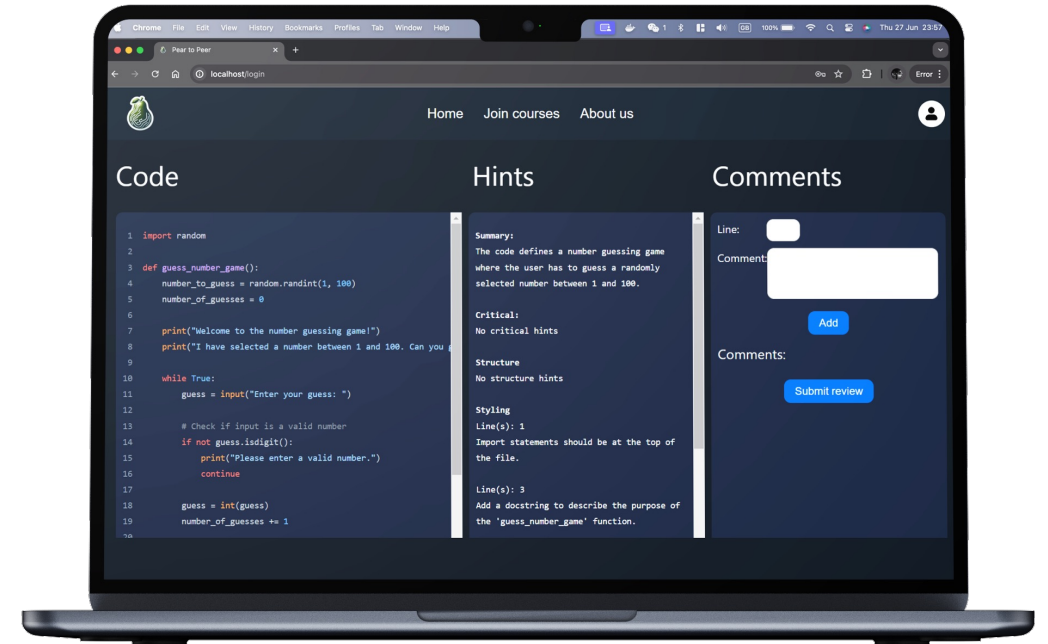 Chrome File Edit View History Bookmarks Profiles Tab Window Help 1 GB 100% Thu 27 Jun 23:57
Pear to Peer
localhost/login Error
Home Join courses About us
Code
1 import random
2
3 def guess_number_game():
4 number_to_guess = random.randint(1, 100)
5 number_of_guesses = 0
6
7 print("Welcome to the number guessing game!")
8 print("I have selected a number between 1 and 100. Can you g
9
10 while True:
11 guess = input("Enter your guess: ")
12
13 # Check if input is a valid number
14 if not guess.isdigit():
15 print("Please enter a valid number.")
16 continue
17
18 guess = int(guess)
19 number_of_guesses += 1
20
Hints
Summary:
The code defines a number guessing game
where the user has to guess a randomly
selected number between 1 and 100.
Critical:
No critical hints
Structure
No structure hints
Styling
Line(s): 1
Import statements should be at the top of
the file.
Line(s): 3
Add a docstring to describe the purpose of
the 'guess_number_game' function.
Comments
Line:
Comment:
Add
Comments:
Submit review